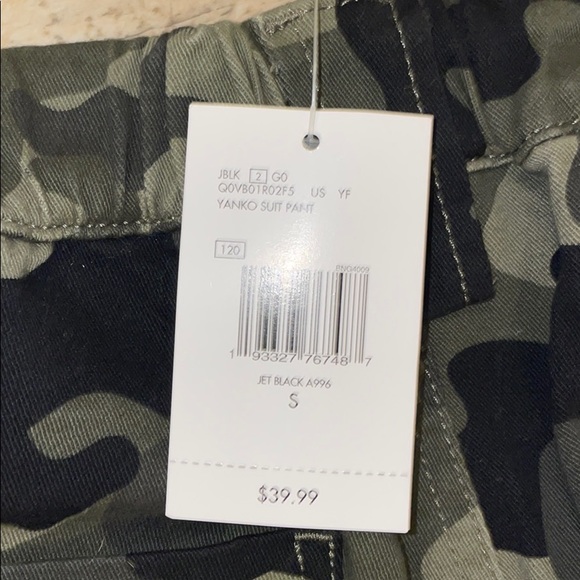 JBLK 2 G0
Q0VB01R02F5 US YF
YANKO SUIT PANT
120
1 93327 76748 7
JET BLACK A996
S
$39.99